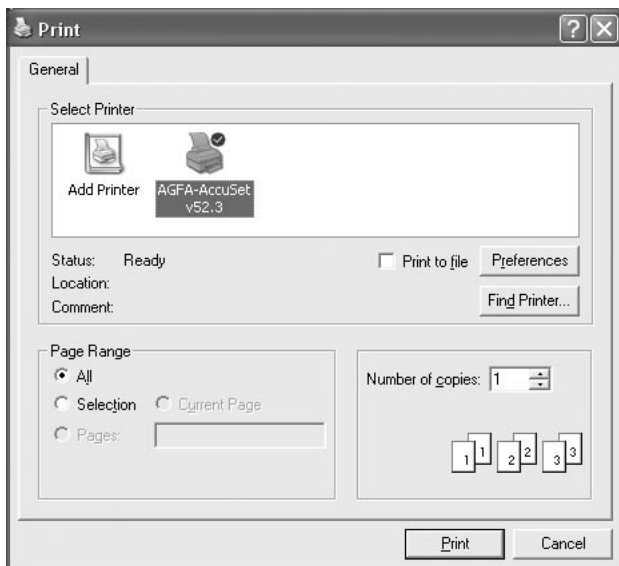 Print
General
Select Printer
Add Printer
AGFA-AccuSet
v52.3
Status: Ready
Location:
Comment:
Print to file
Preferences
Find Printer...
Page Range
All
Selection
Current Page
Pages:
Number of copies: 1
1 1 2 2 3 3
Print
Cancel